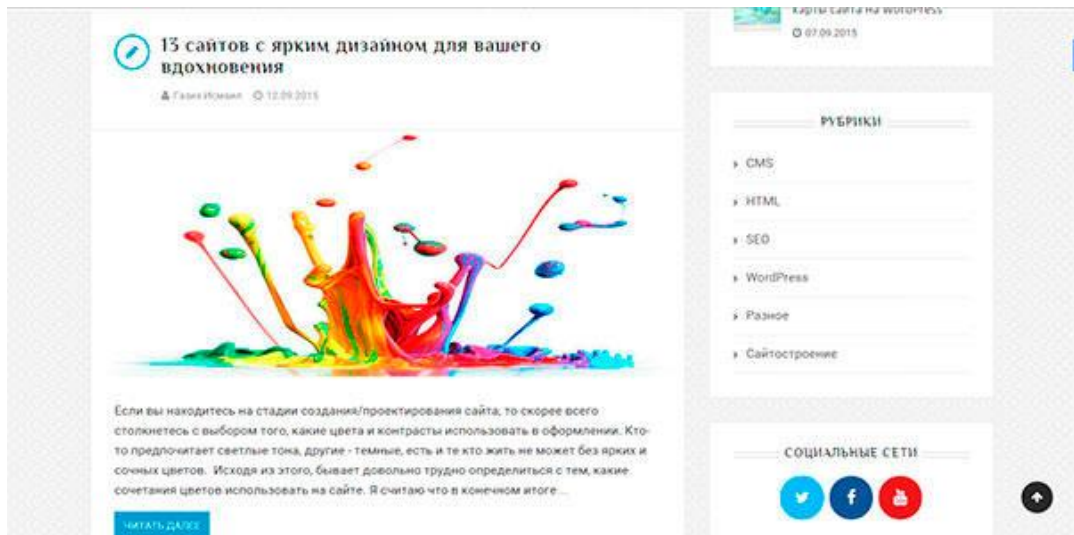 13 сайтов с ярким дизайном для вашего
вдохновения
12.09.2015
Если вы находитесь на стадии создания/проектирования сайта, то скорее всего
столкнетесь с выбором того, какие цвета и контрасты использовать в оформлении. Кто-
то предпочитает светлые тона, другие - темные, есть и те кто жить не может без ярких и
сочных цветов. Исходя из этого, бывает довольно трудно определиться с тем, какие
сочетания цветов использовать на сайте. Я считаю что в конечном итоге...
ЧИТАТЬ ДАЛЕЕ
карты сайта на WordPress
07.09.2015
РУБРИКИ
CMS
HTML
SEO
WordPress
Разное
Сайтостроение
СОЦИАЛЬНЫЕ СЕТИ